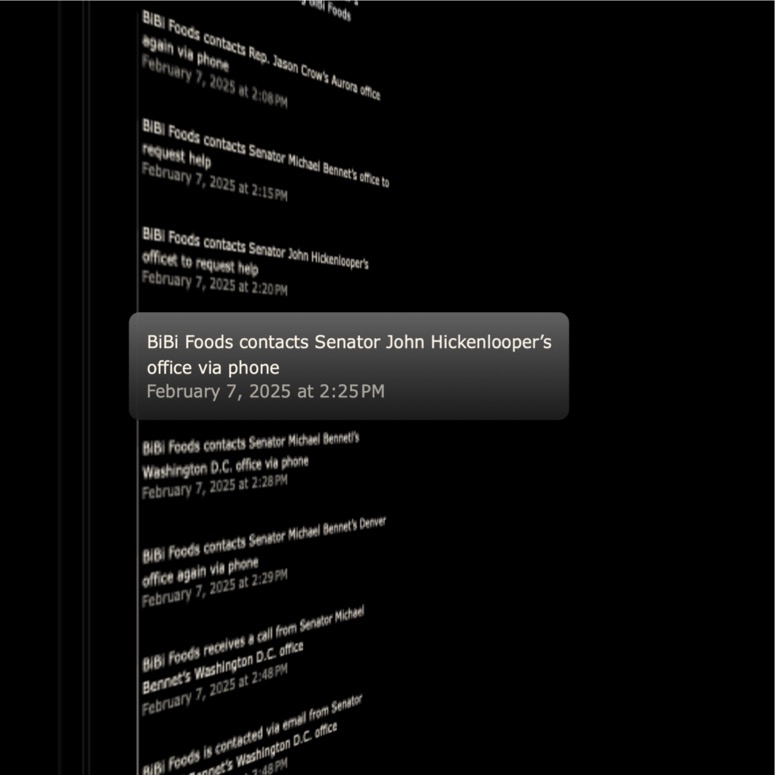 BiBi Foods
BiBi Foods contacts Rep. Jason Crow's Aurora office
again via phone
February 7, 2025 at 2:08PM
BiBi Foods contacts Senator Michael Bennet's office to
request help
February 7, 2025 at 2:15PM
BiBi Foods contacts Senator John Hickenlooper's
officet to request help
February 7, 2025 at 2:20PM
BiBi Foods contacts Senator John Hickenlooper’s
office via phone
February 7, 2025 at 2:25PM
BiBi Foods contacts Senator Michael Bennetl's
Washington D.C. office via phone
February 7, 2025 at 2:28PM
BiBi Foods contacts Senator Michael Bennet's Denver
office again via phone
February 7, 2025 at 2:29PM
BiBi Foods receives a call from Senator Michael
Bennet's Washington D.C. office
February 7, 2025 at 2:48PM
BiBi Foods is contacted via email from Senator
Bennet's Washington D.C. office
2:48PM